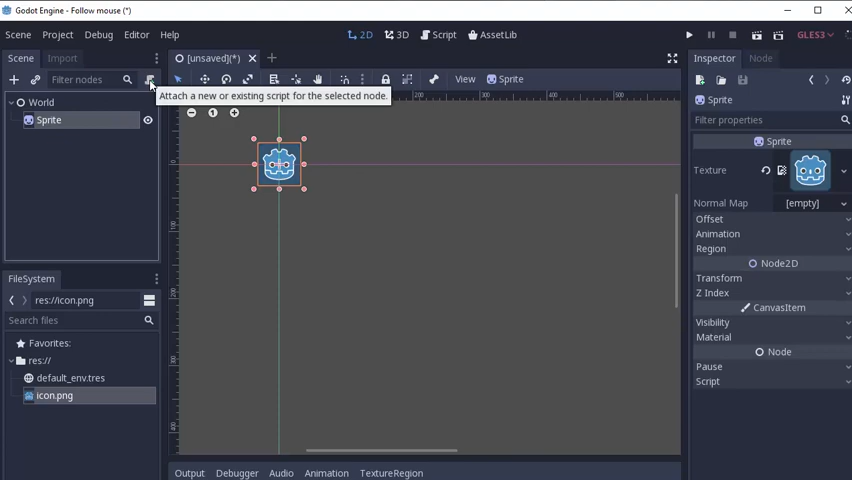 Godot Engine - Follow mouse (*)
Scene Project Debug Editor Help
2D 3D Script AssetLib
GLES3
Scene Import
[unsaved](*)
Inspector Node
Filter nodes
View Sprite
Attach a new or existing script for the selected node.
World
Sprite
Sprite
Filter properties
Sprite
Texture
Normal Map [empty]
Offset
Animation
Region
Node2D
Transform
Z Index
CanvasItem
Visibility
Material
Node
Pause
Script
200
300
400
500
0
100
200
300
400
FileSystem
res://icon.png
Search files
Favorites:
res://
default_env.tres
icon.png
Output Debugger Audio Animation TextureRegion